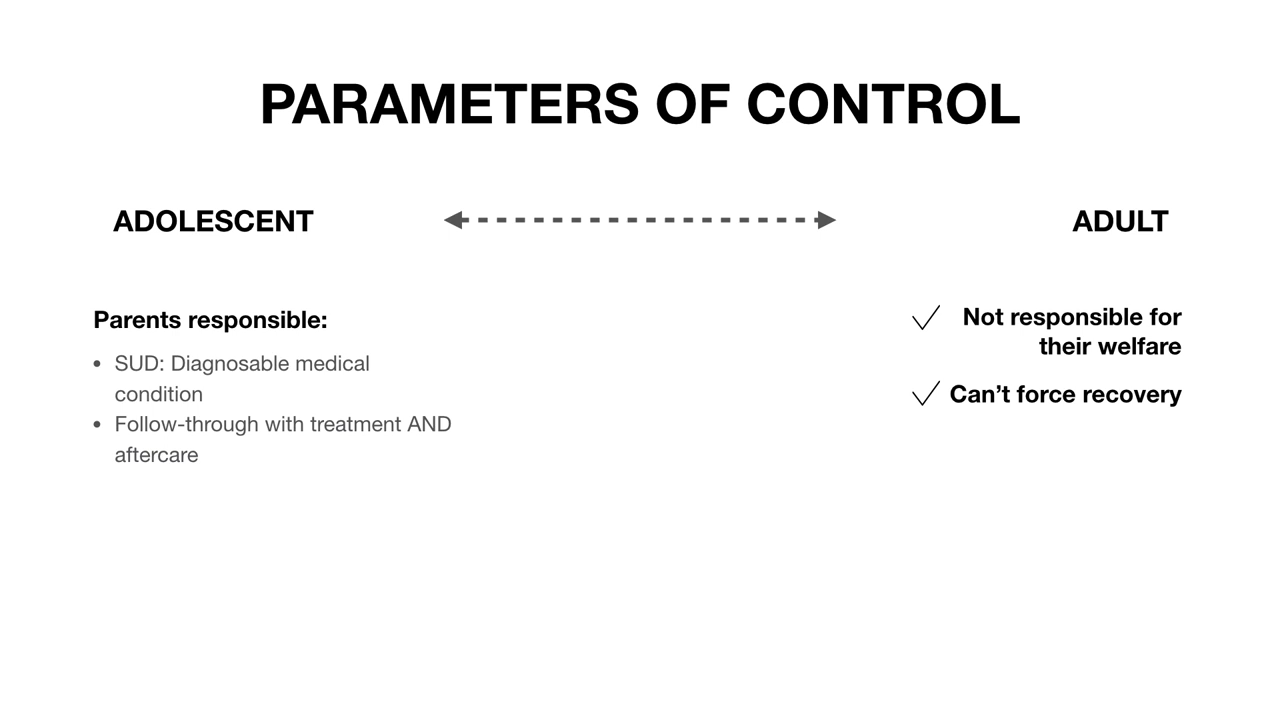 PARAMETERS OF CONTROL
ADOLESCENT
ADULT
Parents responsible:
• SUD: Diagnosable medical
condition
• Follow-through with treatment AND
aftercare
✓ Not responsible for
their welfare
✓ Can’t force recovery